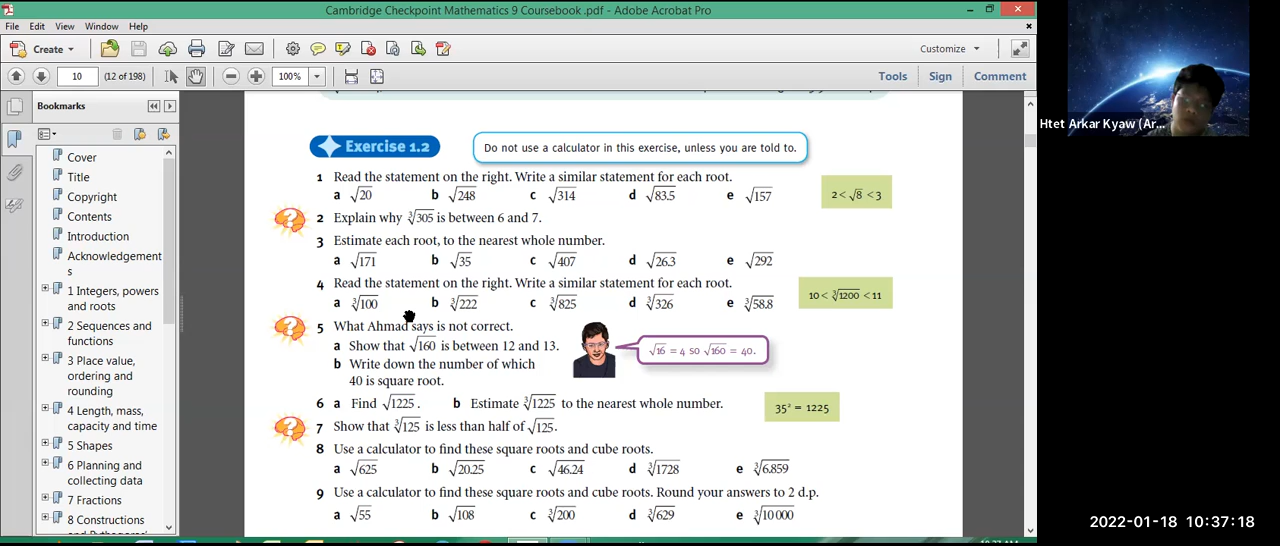 Cambridge Checkpoint Mathematics 9 Coursebook .pdf - Adobe Acrobat Pro
File Edit View Window Help
Create
Customize
10 (12 of 198) 100%
Tools Sign Comment
Bookmarks
Cover
Title
Copyright
Contents
Introduction
Acknowledgement
s
1 Integers, powers
and roots
2 Sequences and
functions
3 Place value,
ordering and
rounding
4 Length, mass,
capacity and time
5 Shapes
6 Planning and
collecting data
7 Fractions
8 Constructions
Exercise 1.2
Do not use a calculator in this exercise, unless you are told to.
1 Read the statement on the right. Write a similar statement for each root.
a √20 b √248 c √314 d √83.5 e √157
2 < √8 < 3
2 Explain why ∛305 is between 6 and 7.
3 Estimate each root, to the nearest whole number.
a √171 b √35 c √407 d √26.3 e √292
4 Read the statement on the right. Write a similar statement for each root.
a ∛100 b ∛222 c ∛825 d ∛326 e ∛58.8
10 < ∛1200 < 11
5 What Ahmad says is not correct.
a Show that √160 is between 12 and 13.
b Write down the number of which
40 is square root.
√16 = 4 so √160 = 40.
6 a Find √1225. b Estimate ∛1225 to the nearest whole number.
35² = 1225
7 Show that ∛125 is less than half of √125.
8 Use a calculator to find these square roots and cube roots.
a √625 b √20.25 c √46.24 d ∛1728 e ∛6.859
9 Use a calculator to find these square roots and cube roots. Round your answers to 2 d.p.
a √55 b √108 c ∛200 d ∛629 e ∛10 000
Htet Arkar Kyaw (Ar...
2022-01-18 10:37:18